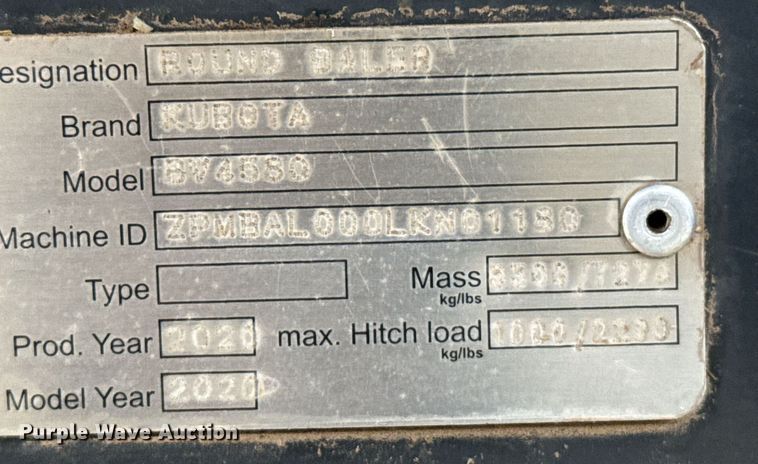 esignation ROUND BALER
Brand KUBOTA
Model BV4580
Machine ID ZPMBAL000LKN01180
Type
Mass kg/lbs
Prod. Year 2020
max. Hitch load kg/lbs
Model Year 2020
Purple Wave Auction